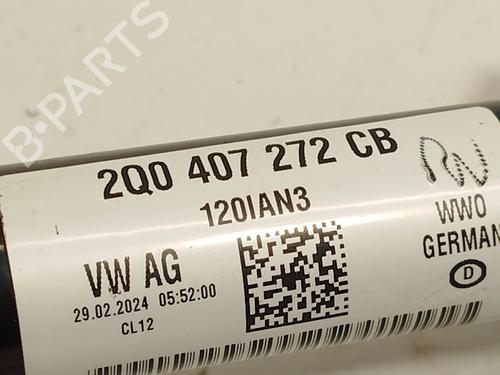 B-PARTS
2Q0 407 272 CB
120IAN3
VW AG
29.02.2024 05:52:00
CL12
WWO
GERMAN
D